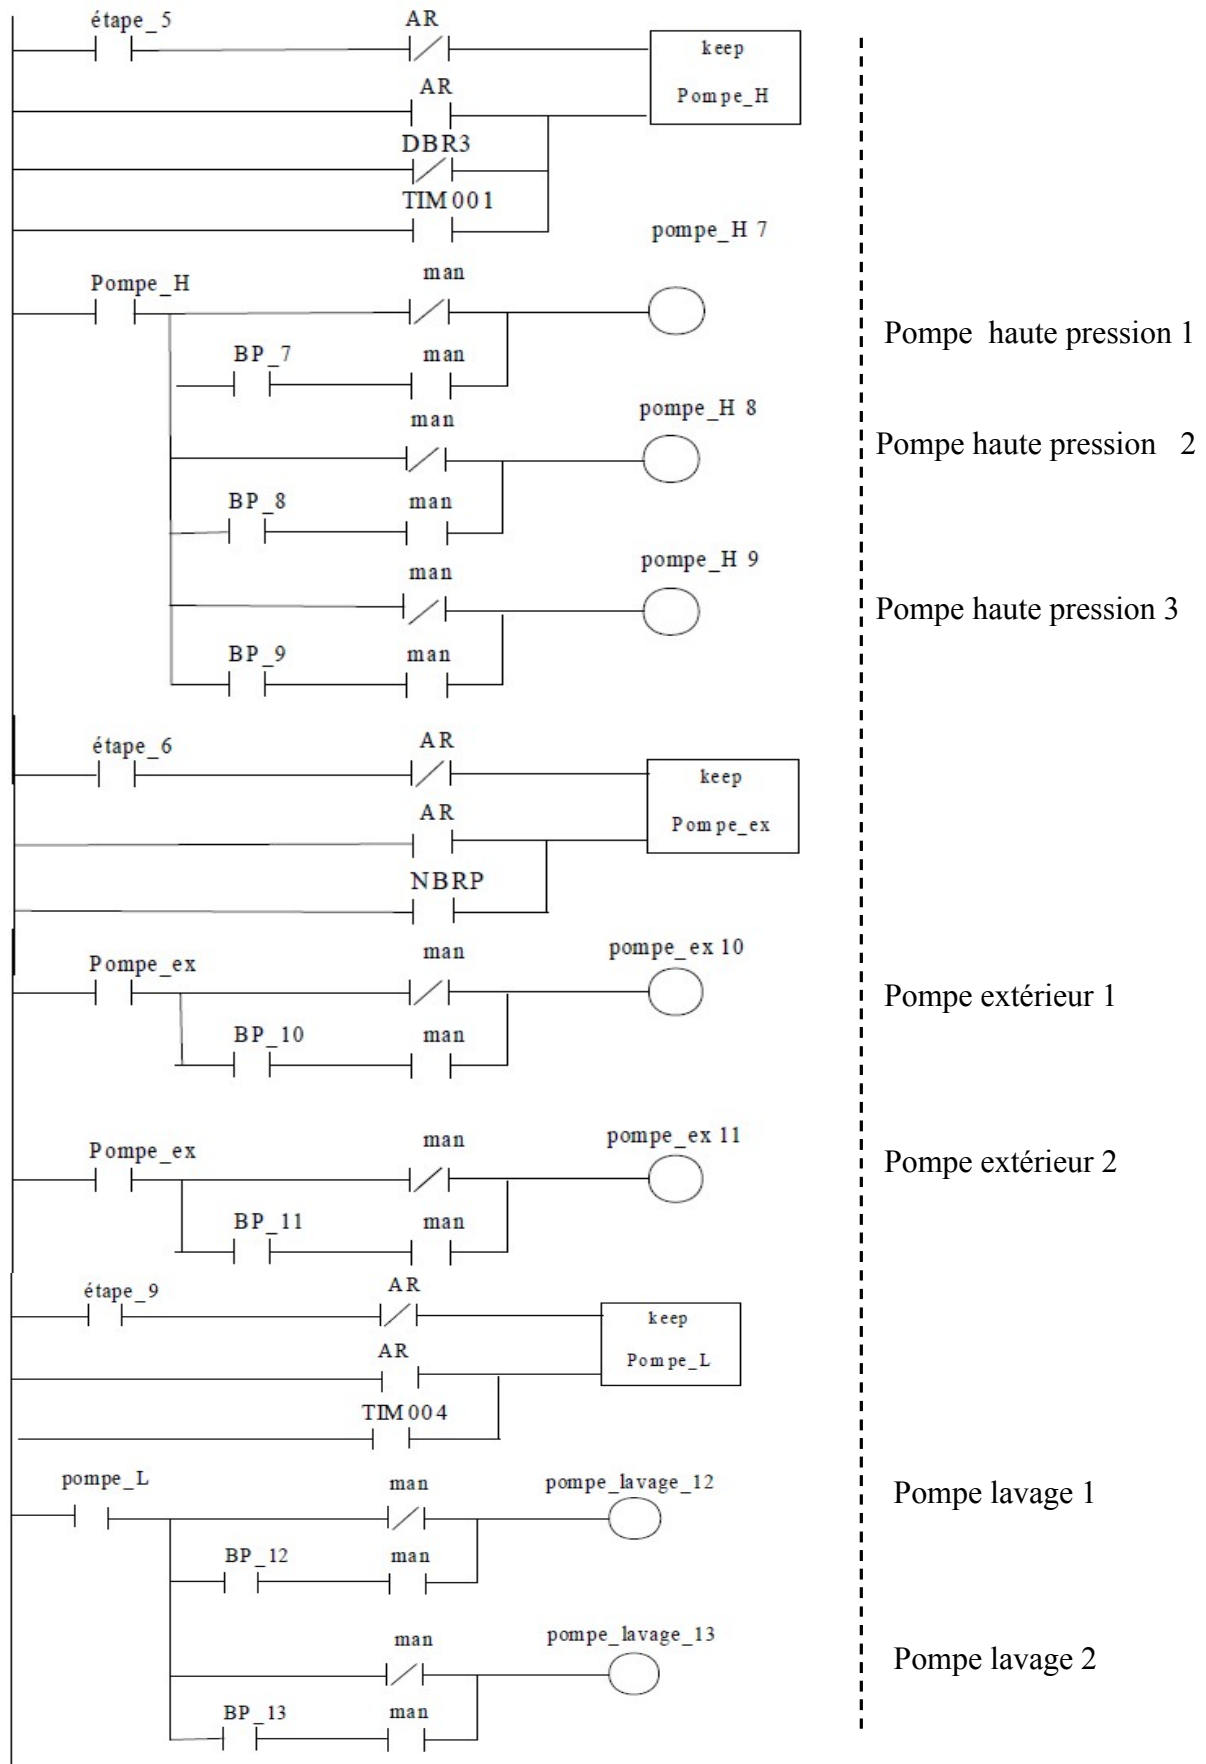 étape_5 AR
keep
Pompe_H
AR
DBR3
TIM001
pompe_H 7
Pompe_H man
Pompe haute pression 1
BP_7 man
pompe_H 8
man
Pompe haute pression 2
BP_8 man
pompe_H 9
man
Pompe haute pression 3
BP_9 man
étape_6 AR
keep
Pompe_ex
AR
NBRP
Pompe_ex man pompe_ex 10
Pompe extérieur 1
BP_10 man
Pompe_ex man pompe_ex 11
Pompe extérieur 2
BP_11 man
étape_9 AR
keep
Pompe_L
AR
TIM004
pompe_L man pompe_lavage_12
Pompe lavage 1
BP_12 man
man pompe_lavage_13
Pompe lavage 2
BP_13 man